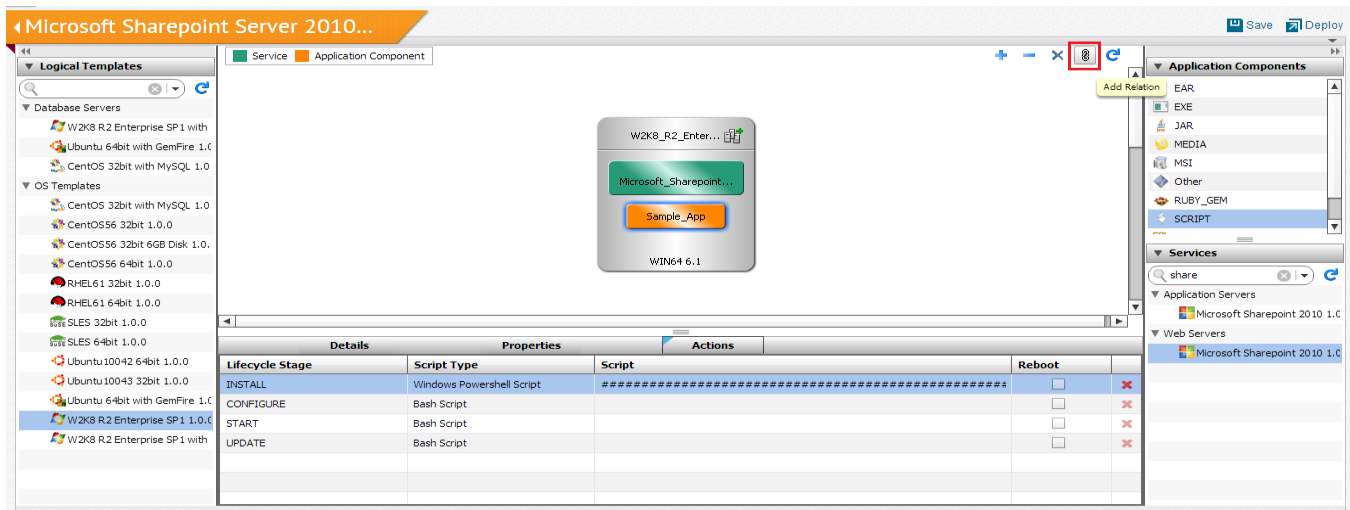 Microsoft Sharepoint Server 2010...
Save Deploy
Logical Templates
Database Servers
W2K8 R2 Enterprise SP1 with
Ubuntu 64bit with GemFire 1.0
CentOS 32bit with MySQL 1.0
OS Templates
CentOS 32bit with MySQL 1.0
CentOS56 32bit 1.0.0
CentOS56 32bit 6GB Disk 1.0.
CentOS56 64bit 1.0.0
RHEL61 32bit 1.0.0
RHEL61 64bit 1.0.0
SLES 32bit 1.0.0
SLES 64bit 1.0.0
Ubuntu10042 64bit 1.0.0
Ubuntu10043 32bit 1.0.0
Ubuntu 64bit with GemFire 1.0
W2K8 R2 Enterprise SP1 1.0.0
W2K8 R2 Enterprise SP1 with
Service Application Component
Add Relation
W2K8_R2_Enter...
Microsoft_Sharepoint...
Sample_App
WIN64 6.1
Details Properties Actions
Lifecycle Stage Script Type Script Reboot
INSTALL Windows Powershell Script ###################################################
CONFIGURE Bash Script
START Bash Script
UPDATE Bash Script
Application Components
EAR
EXE
JAR
MEDIA
MSI
Other
RUBY_GEM
SCRIPT
Services
share
Application Servers
Microsoft Sharepoint 2010 1.0
Web Servers
Microsoft Sharepoint 2010 1.0